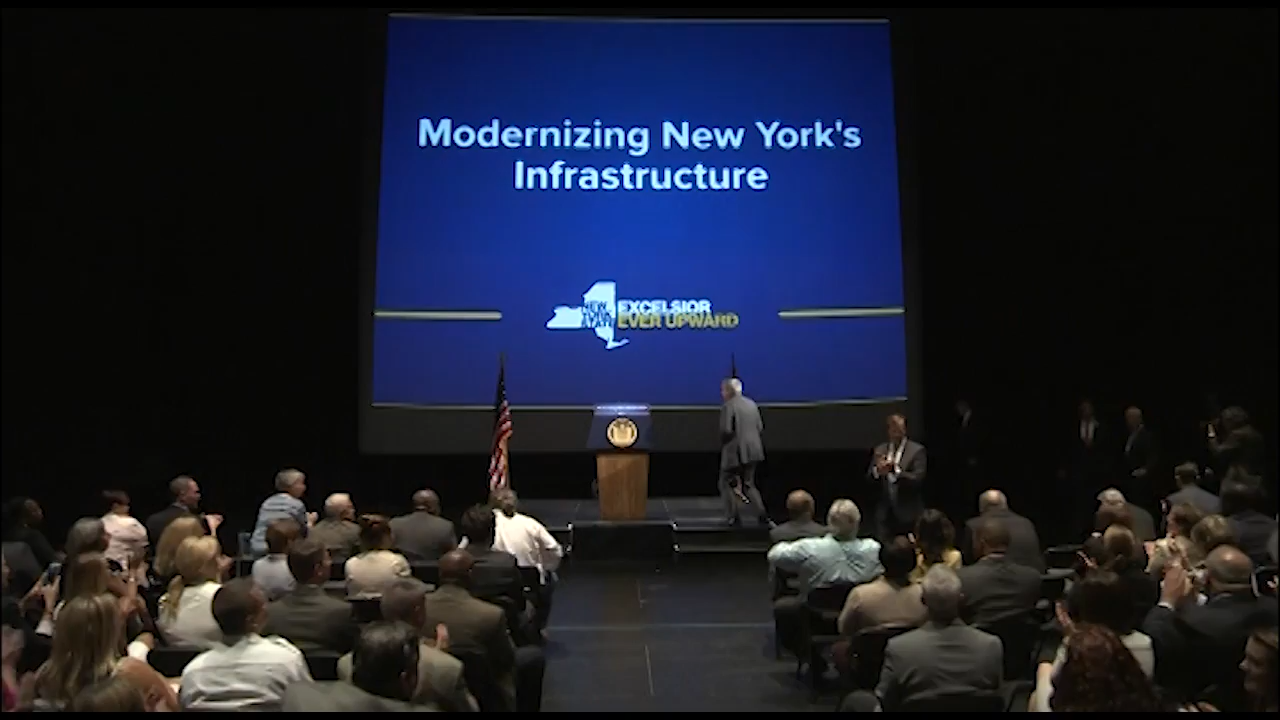 Modernizing New York's
Infrastructure
NEW
YORK
STATE
EXCELSIOR
EVER UPWARD